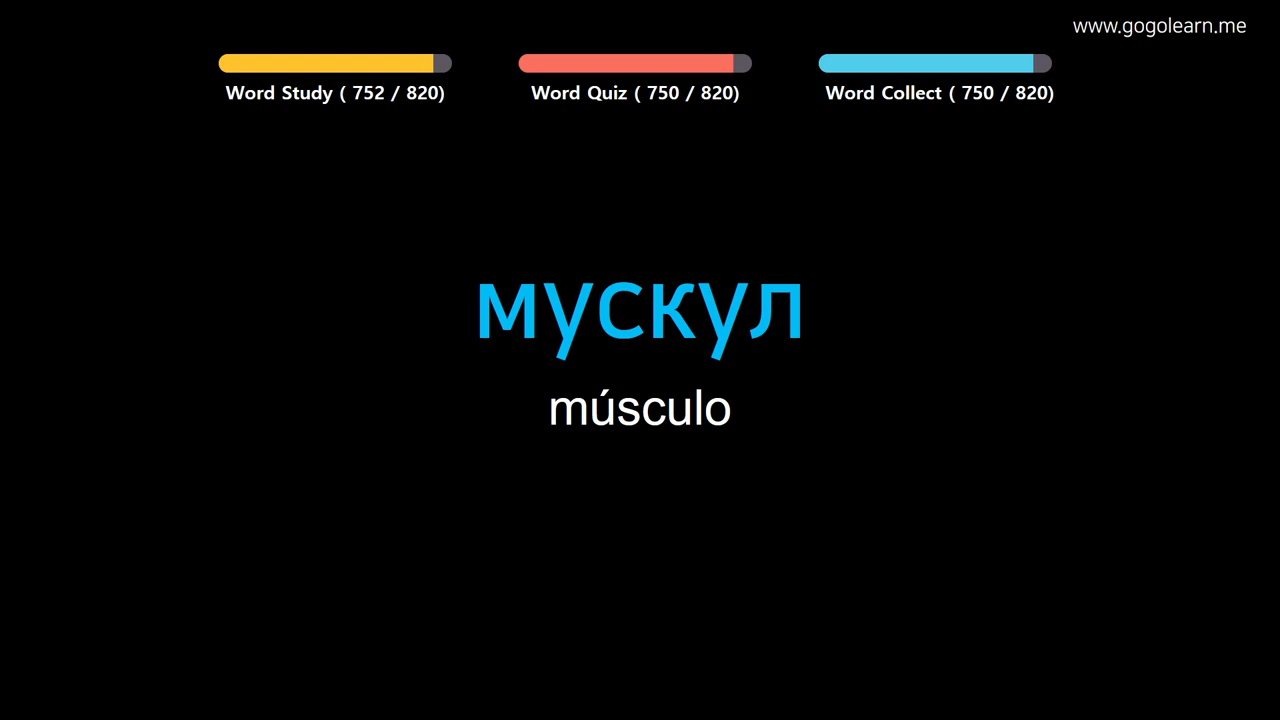 www.gogolearn.me
Word Study ( 752 / 820)
Word Quiz ( 750 / 820)
Word Collect ( 750 / 820)
мускул
músculo